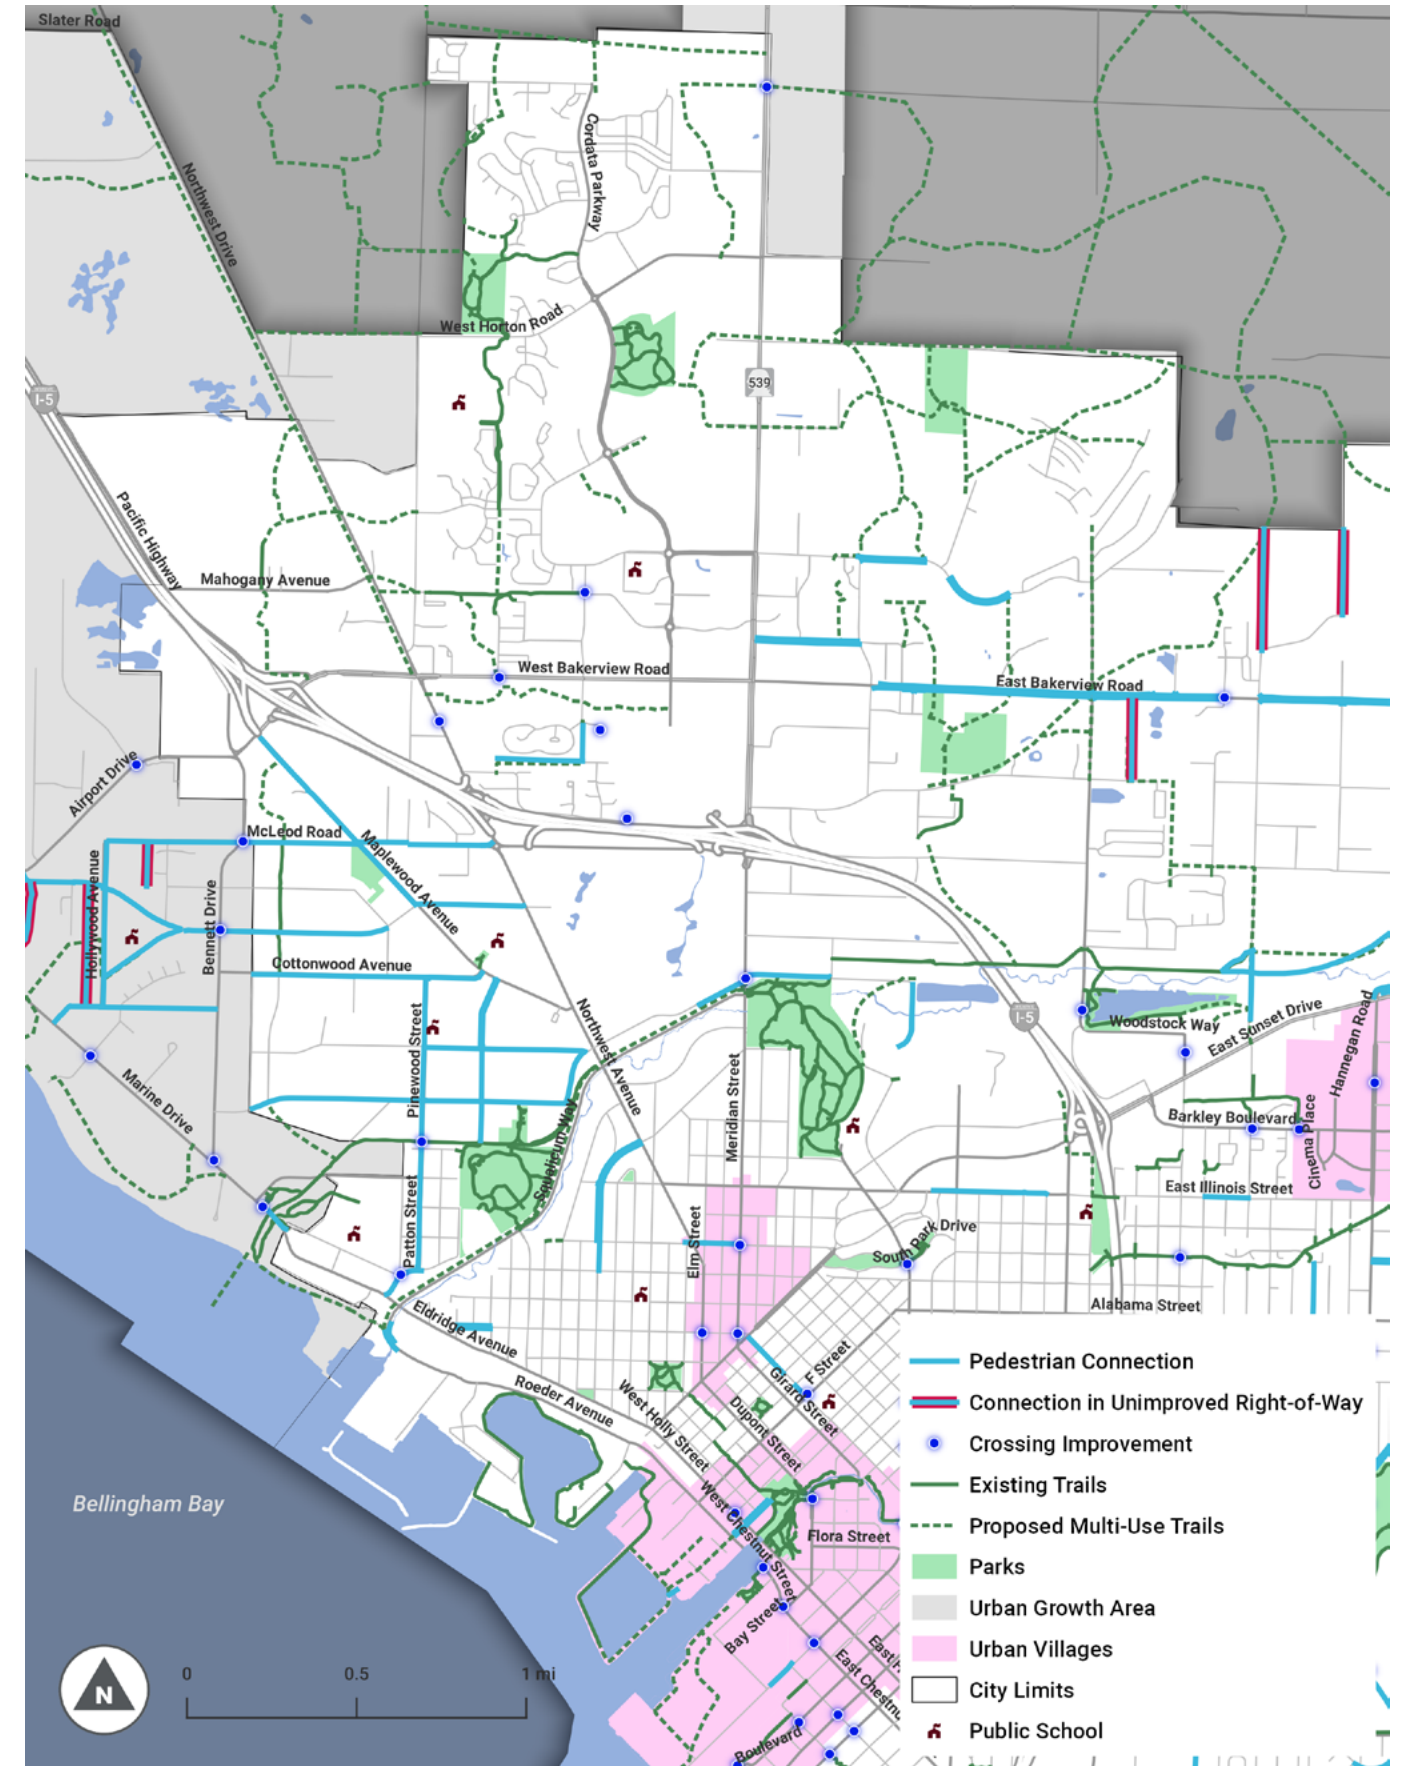 Slater Road
Northwest Drive
Cordata Parkway
West Horton Road
I-5
539
Pacific Highway
Mahogany Avenue
West Bakerview Road
East Bakerview Road
Airport Drive
McLeod Road
Maplewood Avenue
Hollywood Avenue
Bennett Drive
Cottonwood Avenue
Pinewood Street
Northwest Avenue
I-5
Woodstock Way
East Sunset Drive
Hannegan Road
Marine Drive
Meridian Street
Squalicum Way
Barkley Boulevard
Cinema Place
East Illinois Street
Patton Street
Elm Street
South Park Drive
Alabama Street
Eldridge Avenue
Roeder Avenue
West Holly Street
Dupont Street
Girard Street
F Street
West Chestnut Street
Flora Street
Bay Street
East Chestnu
Boulevard
Bellingham Bay
Pedestrian Connection
Connection in Unimproved Right-of-Way
Crossing Improvement
Existing Trails
Proposed Multi-Use Trails
Parks
Urban Growth Area
Urban Villages
City Limits
Public School
N
0 0.5 1 mi